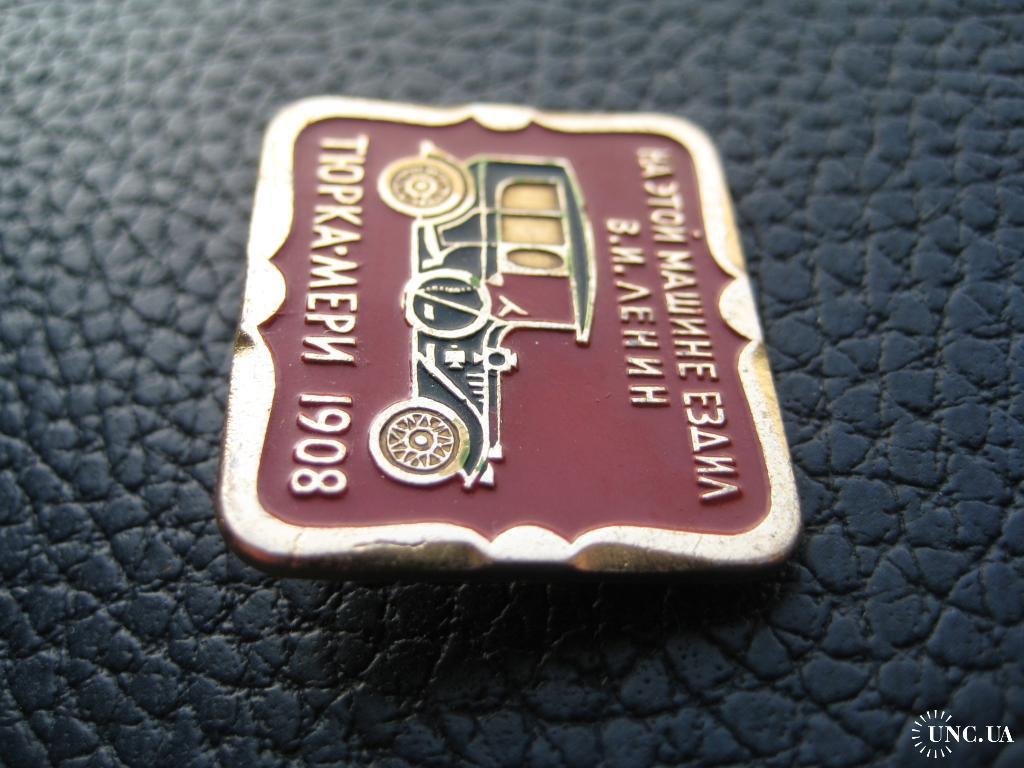 НА ЭТОЙ МАШИНЕ ЕЗДИЛ
В.И. ЛЕНИН
ТЮРКА·МЕРИ 1908
UNC.UA